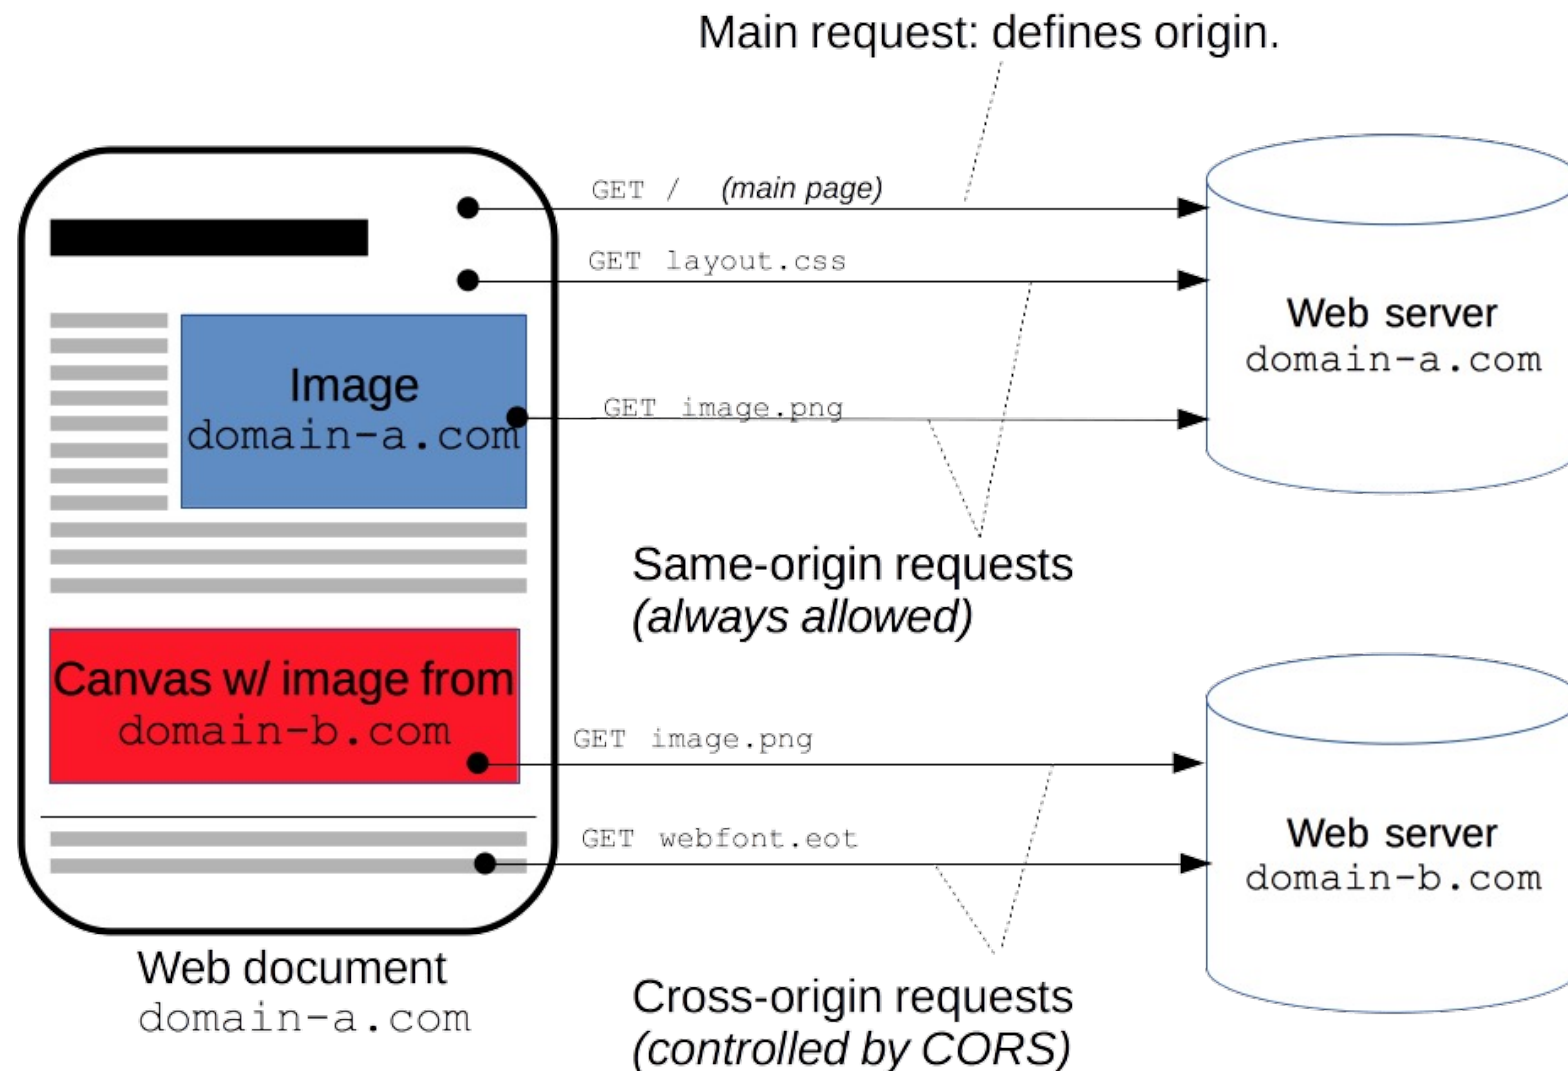 Main request: defines origin.
GET / (main page)
GET layout.css
Web server
domain-a.com
Image
domain-a.com
GET image.png
Same-origin requests
(always allowed)
Canvas w/ image from
domain-b.com
GET image.png
GET webfont.eot
Web server
domain-b.com
Web document
domain-a.com
Cross-origin requests
(controlled by CORS)